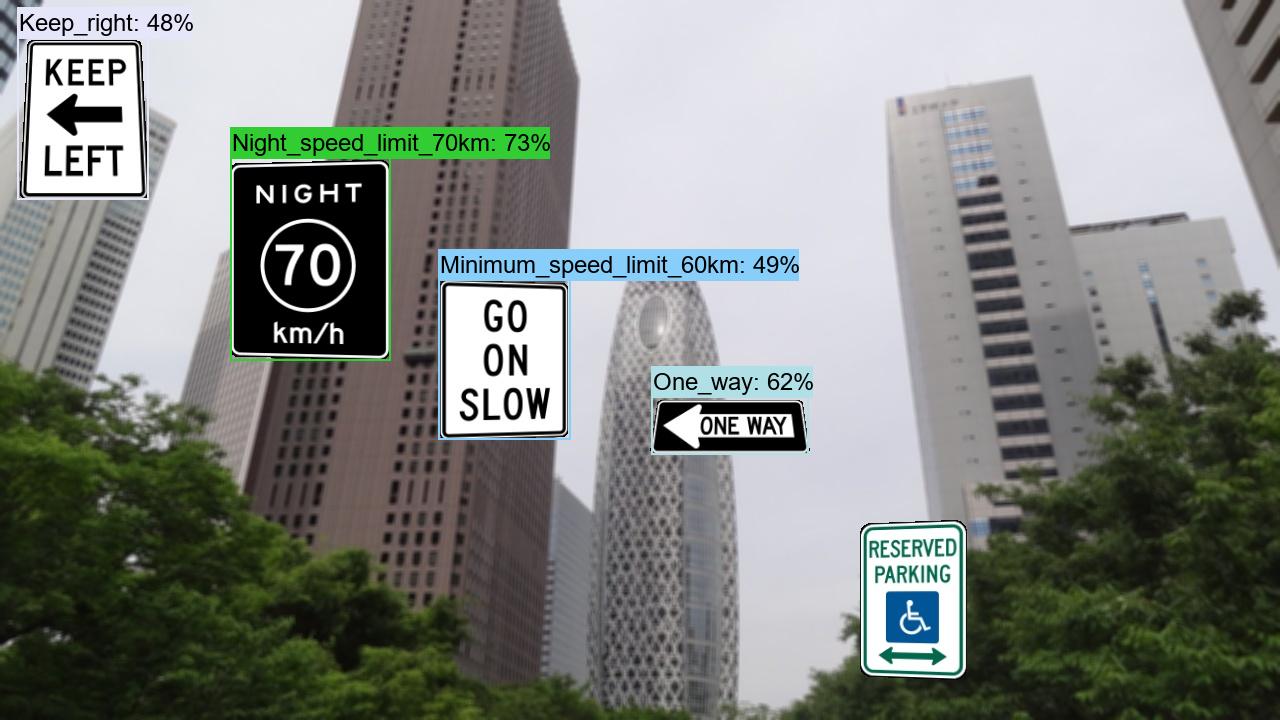 Keep_right: 48%
KEEP
LEFT
Night_speed_limit_70km: 73%
NIGHT
70
km/h
Minimum_speed_limit_60km: 49%
GO
ON
SLOW
One_way: 62%
ONE WAY
RESERVED
PARKING